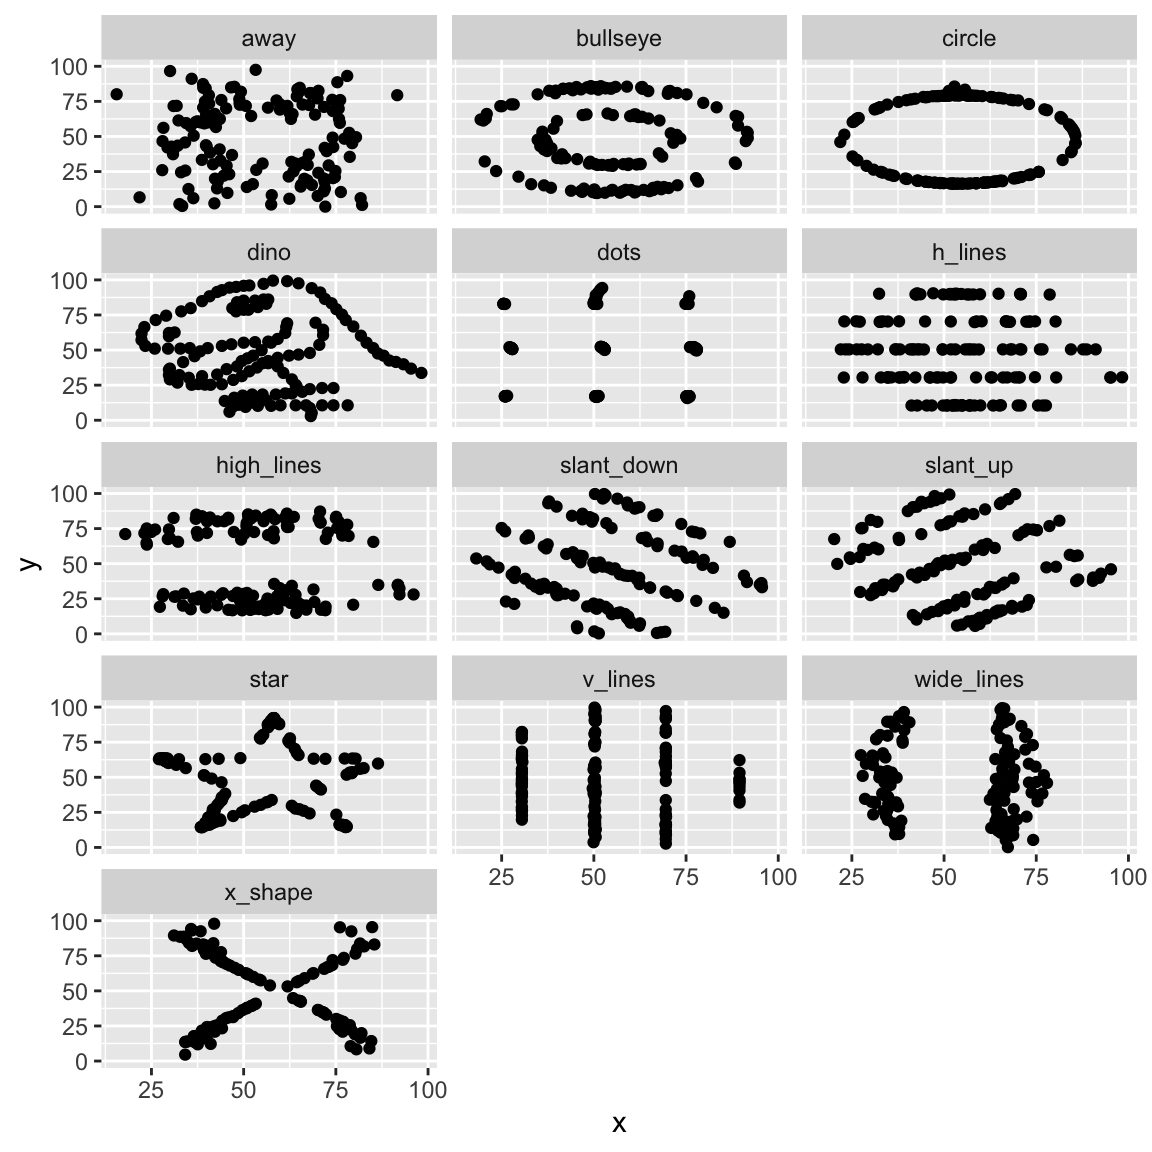 away bullseye circle
100
75
50
25
0
dino dots h_lines
100
75
50
25
0
high_lines slant_down slant_up
100
75
50
25
0
y
star v_lines wide_lines
100
75
50
25
0
25 50 75 100 25 50 75 100
x_shape
100
75
50
25
0
25 50 75 100
x